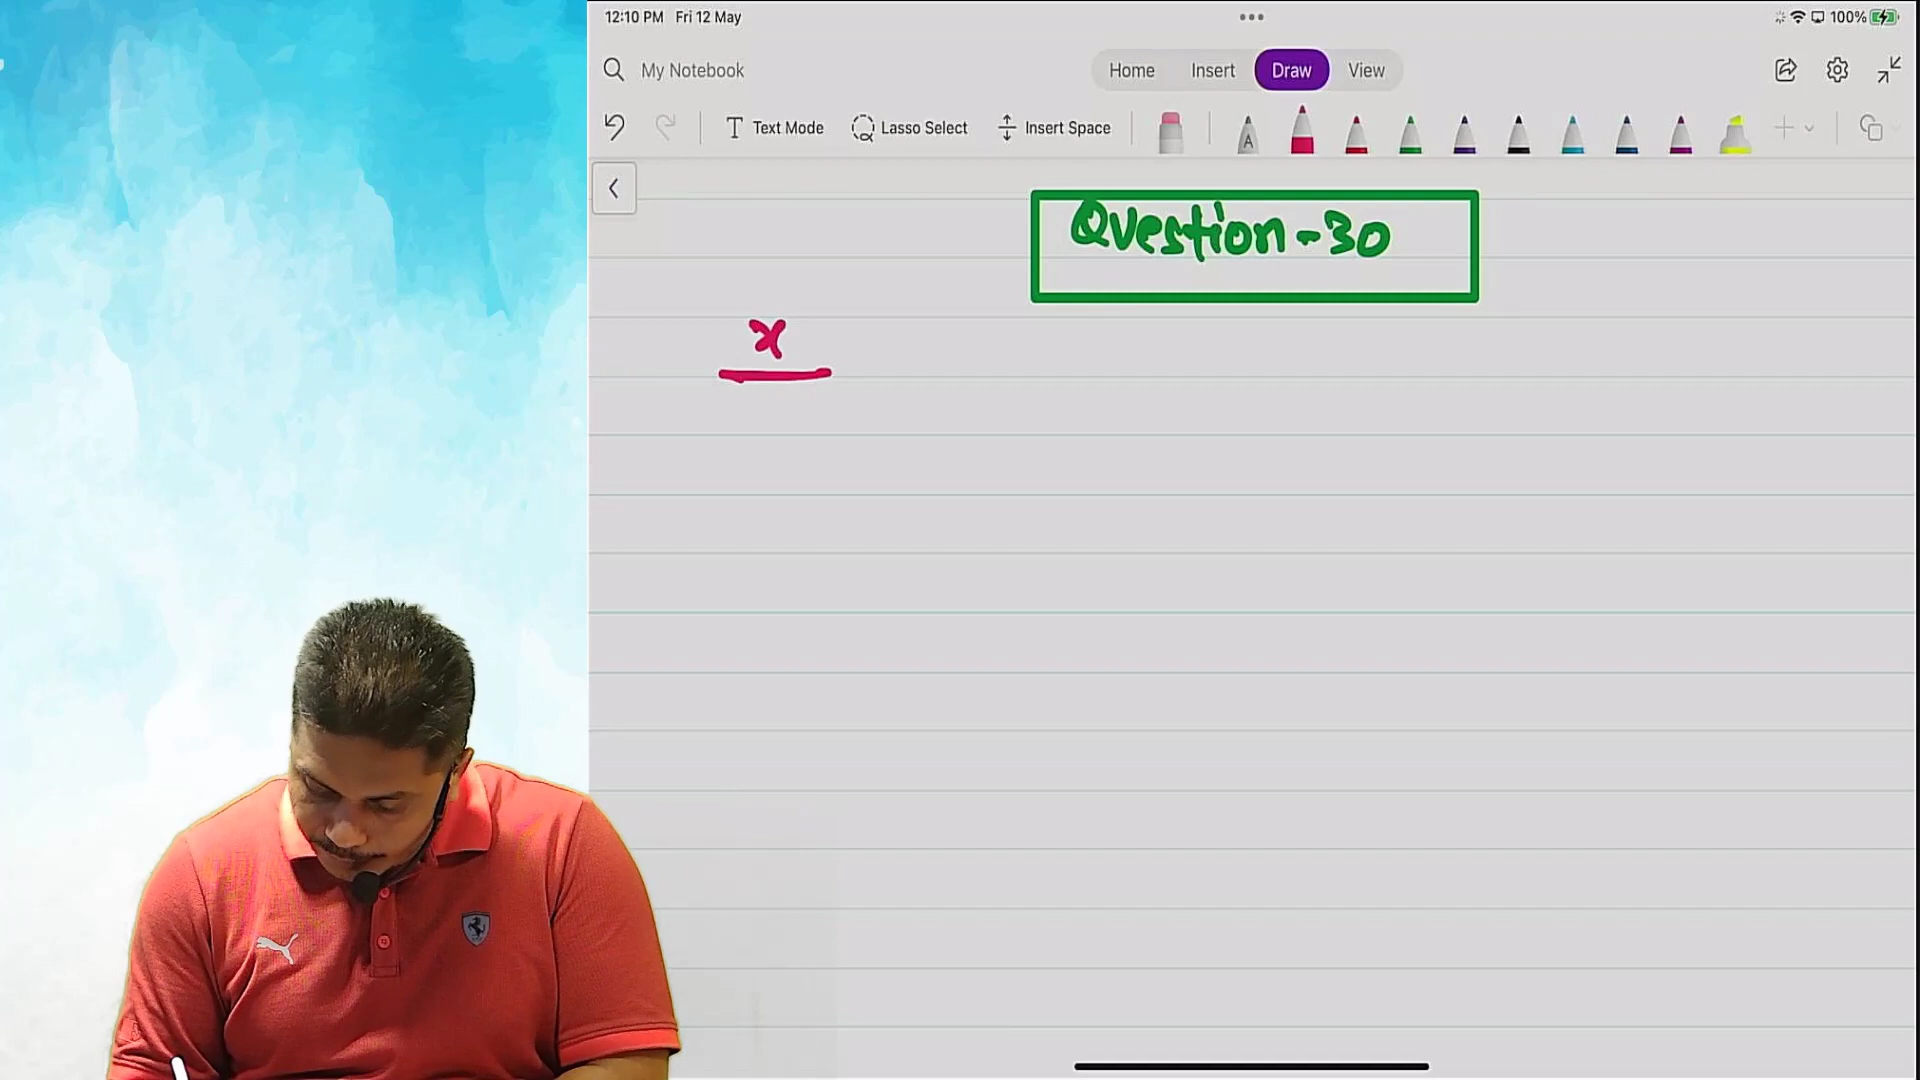 12:10 PM Fri 12 May 100%
My Notebook Home Insert Draw View
Text Mode Lasso Select Insert Space A
Question - 30
x